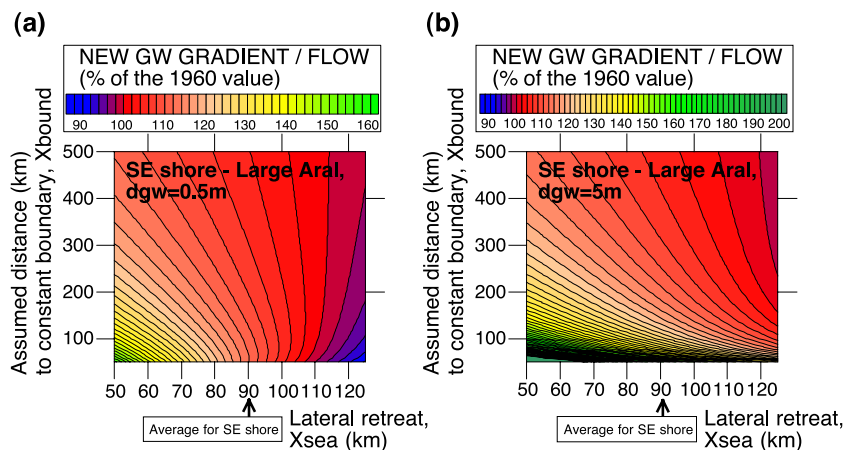 (a)
NEW GW GRADIENT / FLOW
(% of the 1960 value)
90 100 110 120 130 140 150 160
Assumed distance (km)
to constant boundary, Xbound
500
400
300
200
100
SE shore - Large Aral,
dgw=0.5m
50 60 70 80 90 100 110 120
Average for SE shore
Lateral retreat,
Xsea (km)
(b)
NEW GW GRADIENT / FLOW
(% of the 1960 value)
90 100 110 120 130 140 150 160 170 180 190 200
Assumed distance (km)
to constant boundary, Xbound
500
400
300
200
100
SE shore - Large Aral,
dgw=5m
50 60 70 80 90 100 110 120
Average for SE shore
Lateral retreat,
Xsea (km)